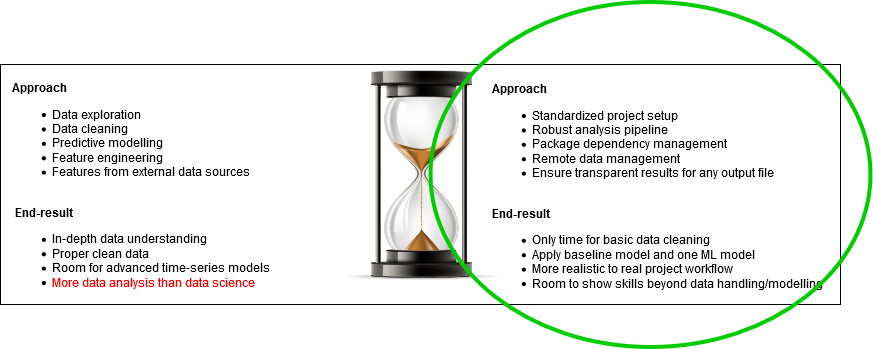 Approach
Data exploration
Data cleaning
Predictive modelling
Feature engineering
Features from external data sources
End-result
In-depth data understanding
Proper clean data
Room for advanced time-series models
More data analysis than data science
Approach
Standardized project setup
Robust analysis pipeline
Package dependency management
Remote data management
Ensure transparent results for any output file
End-result
Only time for basic data cleaning
Apply baseline model and one ML model
More realistic to real project workflow
Room to show skills beyond data handling/modelling